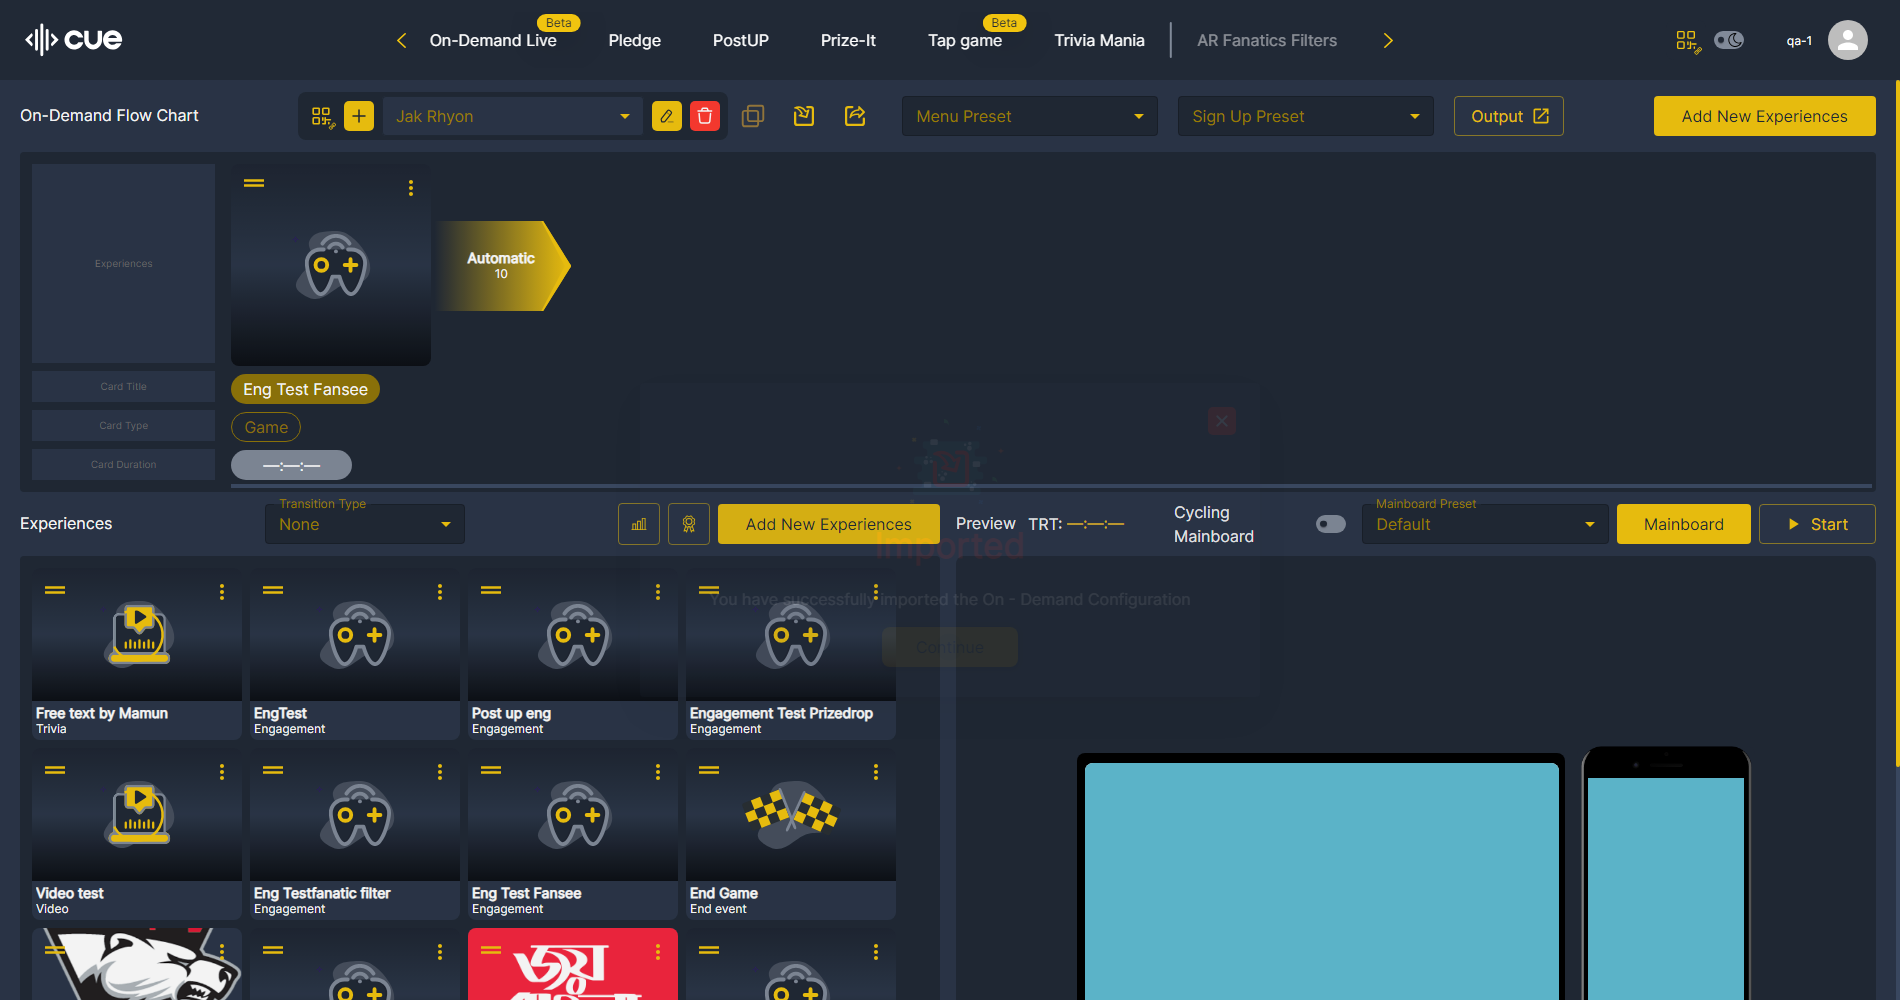 cue
On-Demand Live
Beta
Pledge
PostUP
Prize-It
Tap game
Beta
Trivia Mania
AR Fanatics Filters
qa-1
On-Demand Flow Chart
Jak Rhyon
Menu Preset
Sign Up Preset
Output
Add New Experiences
Experiences
Automatic
10
Card Title
Eng Test Fansee
Card Type
Game
Card Duration
—:—:—
Imported
You have successfully imported the On - Demand Configuration
Continue
Experiences
Transition Type
None
Add New Experiences
Preview
TRT: —:—:—
Cycling
Mainboard
Mainboard Preset
Default
Mainboard
Start
Free text by Mamun
Trivia
EngTest
Engagement
Post up eng
Engagement
Engagement Test Prizedrop
Engagement
Video test
Video
Eng Testfanatic filter
Engagement
Eng Test Fansee
Engagement
End Game
End event
জয়